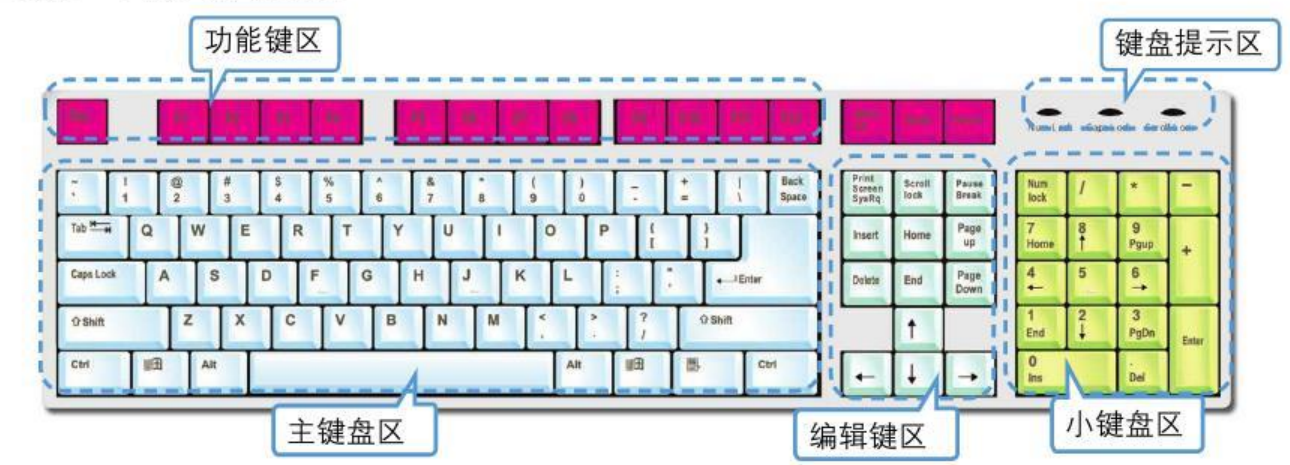 功能键区
键盘提示区
~ ! @ # $ % ^ & * ( ) _ + | Back
` 1 2 3 4 5 6 7 8 9 0 - = \ Space
Tab Q W E R T Y U I O P { }
[ ]
Caps Lock A S D F G H J K L : " Enter
; '
⇧ Shift Z X C V B N M < > ? ⇧ Shift
, . /
Ctrl Alt Alt Ctrl
Print Screen SysRq Scroll lock Pause Break
Insert Home Page up
Delete End Page Down
↑
← ↓ →
Num lock / * -
7 Home 8 ↑ 9 Pgup +
4 ← 5 6 →
1 End 2 ↓ 3 PgDn Enter
0 Ins . Del
主键盘区
编辑键区
小键盘区